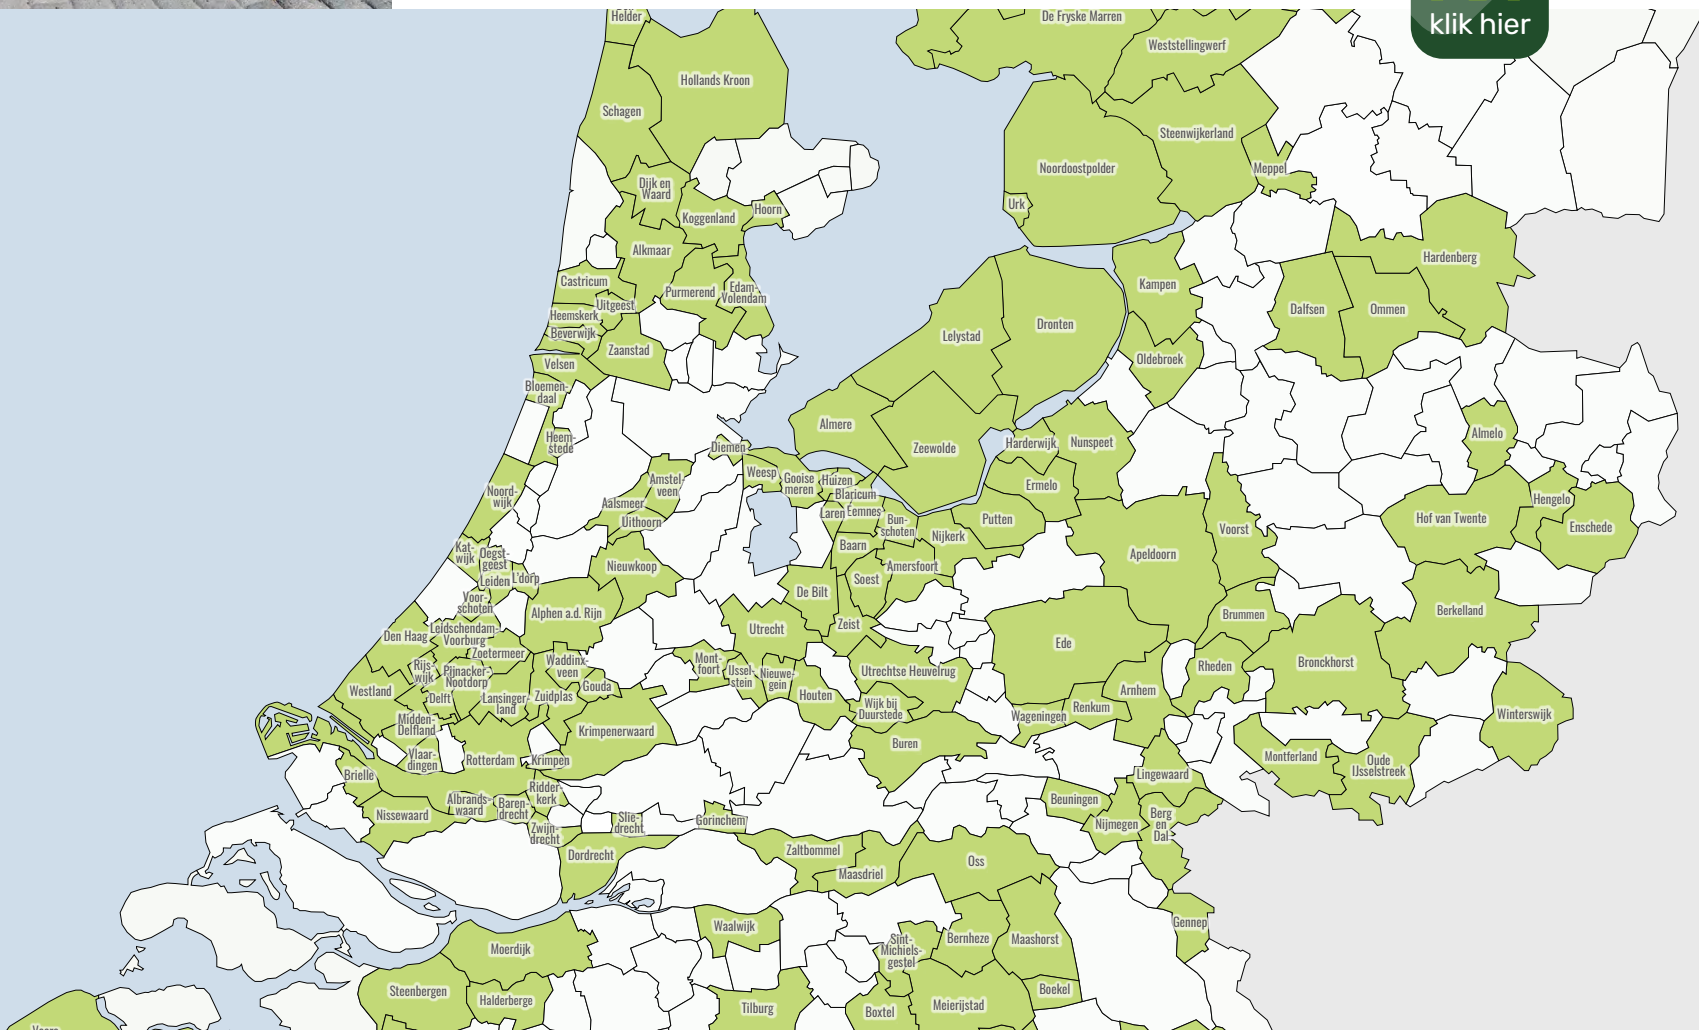 klik hier
Helder
De Fryske Marren
Weststellingwerf
Hollands Kroon
Schagen
Steenwijkerland
Noordoostpolder
Meppel
Urk
Dijk en
Waard
Koggenland
Hoorn
Alkmaar
Hardenberg
Castricum
Kampen
Purmerend
Edam-
Volendam
Uitgeest
Heemskerk
Dalfsen
Ommen
Beverwijk
Dronten
Lelystad
Zaanstad
Velsen
Oldebroek
Bloemen-
daal
Almere
Almelo
Heem-
stede
Diemen
Zeewolde
Harderwijk
Nunspeet
Weesp
Gooise
meren
Huizen
Blaricum
Amstel-
veen
Ermelo
Noord-
wijk
Aalsmeer
Laren
Eemnes
Hengelo
Uithoorn
Bun-
schoten
Putten
Hof van Twente
Voorst
Enschede
Nijkerk
Kat-
wijk
Oegst-
geest
Baarn
Apeldoorn
Nieuwkoop
Amersfoort
Leiden
L'dorp
Soest
De Bilt
Voor-
schoten
Alphen a.d. Rijn
Berkelland
Brummen
Zeist
Utrecht
Den Haag
Leidschendam-
Voorburg
Ede
Zoetermeer
Waddinx-
veen
Mont-
foort
Bronckhorst
Rijs-
wijk
Pijnacker-
Nootdorp
IJssel-
stein
Nieuwe-
gein
Utrechtse Heuvelrug
Rheden
Westland
Gouda
Delft
Lansinger-
land
Zuidplas
Houten
Arnhem
Wijk bij
Duurstede
Renkum
Wageningen
Winterswijk
Midden-
Delfland
Krimpenerwaard
Buren
Vlaar-
dingen
Rotterdam
Krimpen
Montferland
Oude
IJsselstreek
Brielle
Lingewaard
Ridder-
kerk
Albrands-
waard
Baren-
drecht
Beuningen
Nissewaard
Slie-
drecht
Gorinchem
Nijmegen
Berg
en
Dal
Zwijn-
drecht
Dordrecht
Zaltbommel
Oss
Maasdriel
Gennep
Waalwijk
Moerdijk
Sint-
Michiels-
gestel
Bernheze
Maashorst
Steenbergen
Halderberge
Boekel
Tilburg
Boxtel
Meierijstad